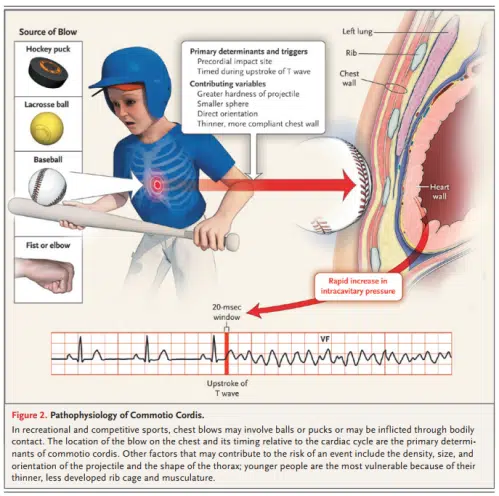 Source of Blow
Hockey puck
Lacrosse ball
Baseball
Fist or elbow
Primary determinants and triggers
Precordial impact site
Timed during upstroke of T wave
Contributing variables
Greater hardness of projectile
Smaller sphere
Direct orientation
Thinner, more compliant chest wall
Left lung
Rib
Chest
wall
Heart
wall
Rapid increase in
intracavitary pressure
20-msec
window
VF
Upstroke of
T wave
Figure 2. Pathophysiology of Commotio Cordis.
In recreational and competitive sports, chest blows may involve balls or pucks or may be inflicted through bodily
contact. The location of the blow on the chest and its timing relative to the cardiac cycle are the primary determi-
nants of commotio cordis. Other factors that may contribute to the risk of an event include the density, size, and
orientation of the projectile and the shape of the thorax; younger people are the most vulnerable because of their
thinner, less developed rib cage and musculature.